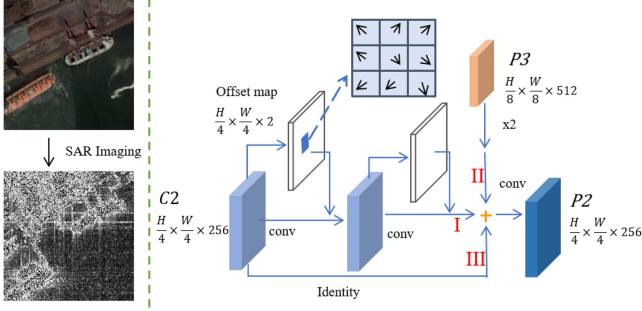 SAR Imaging
Offset map
H/4 × W/4 × 2
P3
H/8 × W/8 × 512
x2
C2
H/4 × W/4 × 256
conv
conv
I
II
conv
III
P2
H/4 × W/4 × 256
Identity